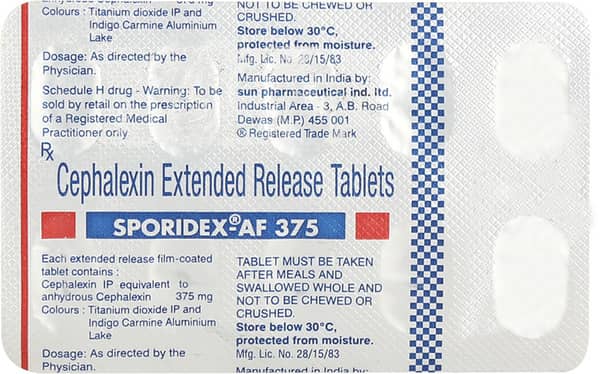 375 mg
NOT TO BE CHEWED OR
CRUSHED.
Colours : Titanium dioxide IP and
Indigo Carmine Aluminium
Lake
Store below 30°C,
protected from moisture.
Mfg. Lic. No. 28/15/83
Dosage: As directed by the
Physician.
Schedule H drug - Warning: To be
sold by retail on the prescription
of a Registered Medical
Practitioner only.
Manufactured in India by:
sun pharmaceutical ind. ltd.
Industrial Area - 3, A.B. Road
Dewas (M.P.) 455 001
® Registered Trade Mark
Rx
Cephalexin Extended Release Tablets
SPORIDEX®-AF 375
Each extended release film-coated
tablet contains :
Cephalexin IP equivalent to
anhydrous Cephalexin 375 mg
Colours : Titanium dioxide IP and
Indigo Carmine Aluminium
Lake
Dosage: As directed by the
Physician.
TABLET MUST BE TAKEN
AFTER MEALS AND
SWALLOWED WHOLE AND
NOT TO BE CHEWED OR
CRUSHED.
Store below 30°C,
protected from moisture.
Mfg. Lic. No. 28/15/83
Manufactured in India by: